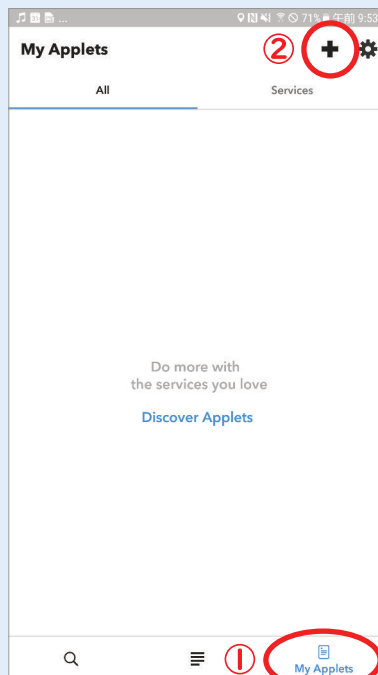 ... 71% 午前 9:53
My Applets ②
All Services
Do more with
the services you love
Discover Applets
①
My Applets